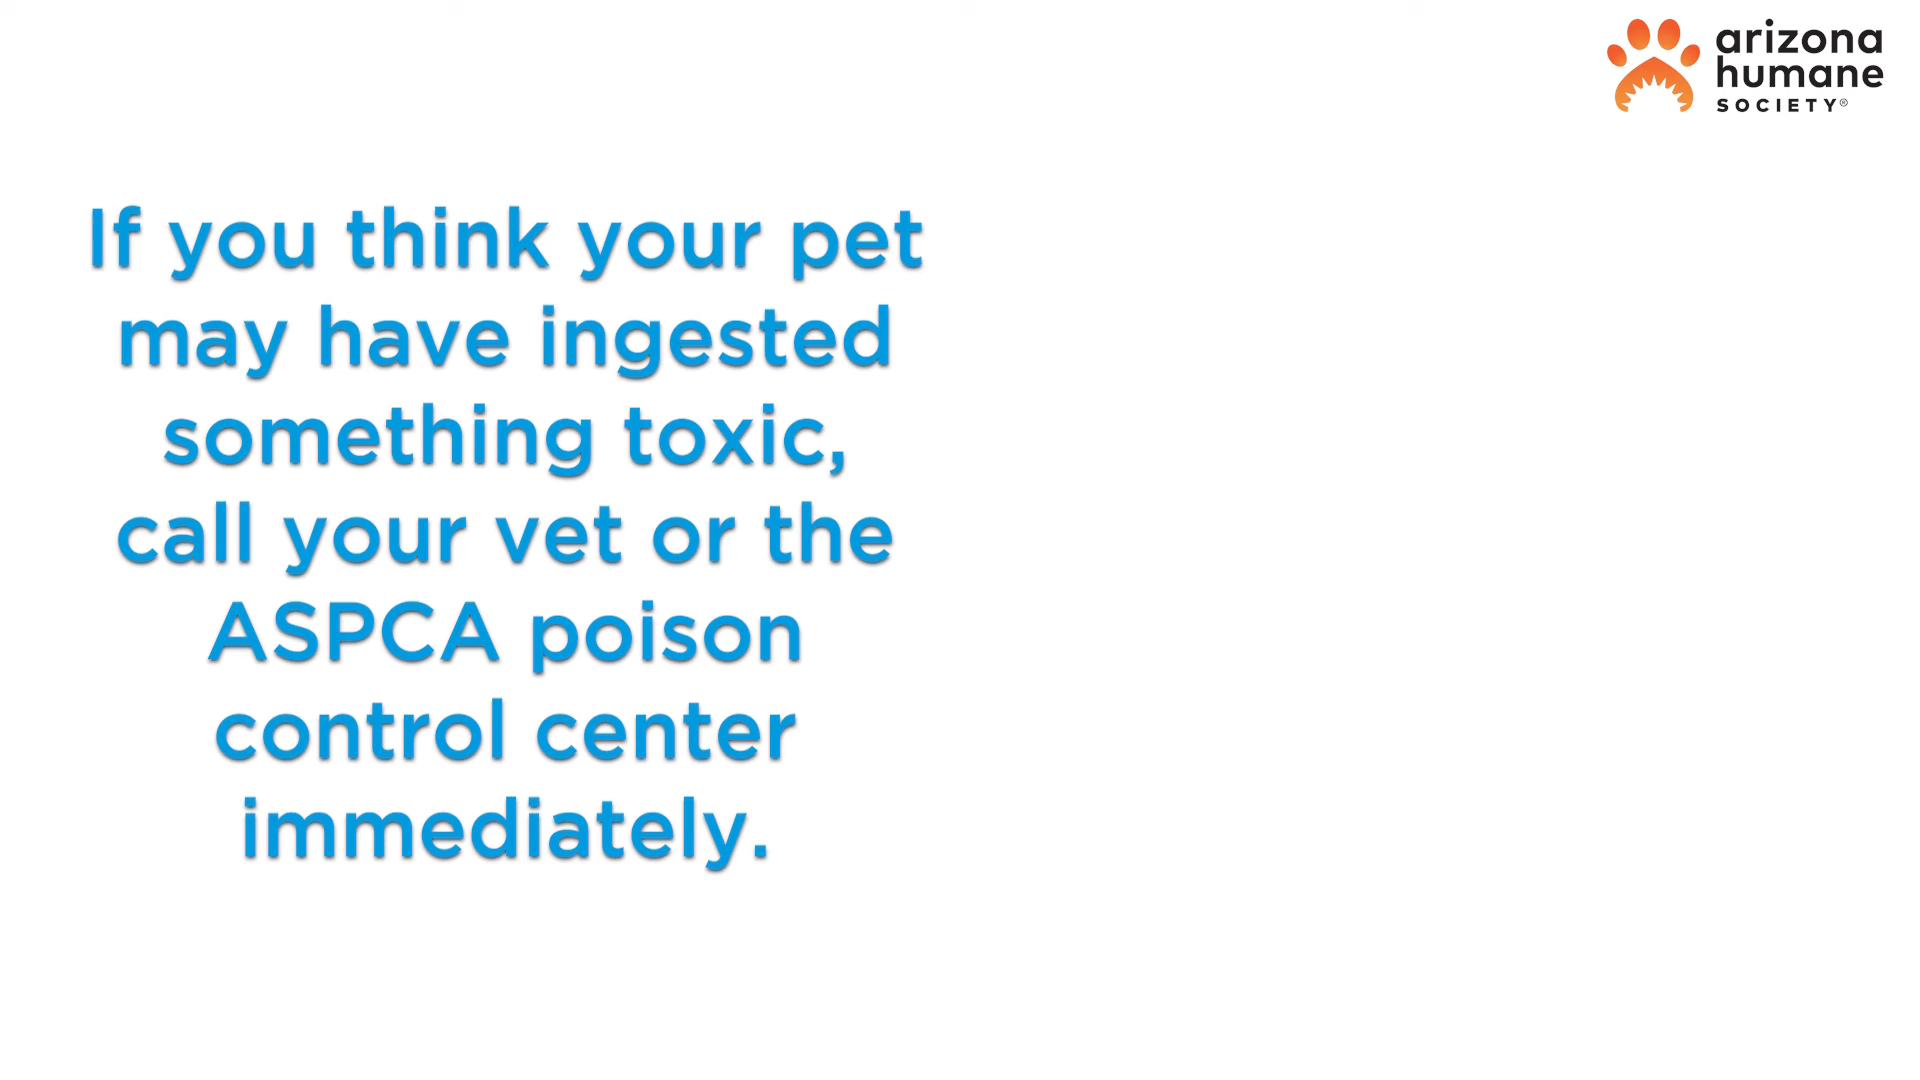 arizona
humane
SOCIETY®
If you think your pet
may have ingested
something toxic,
call your vet or the
ASPCA poison
control center
immediately.